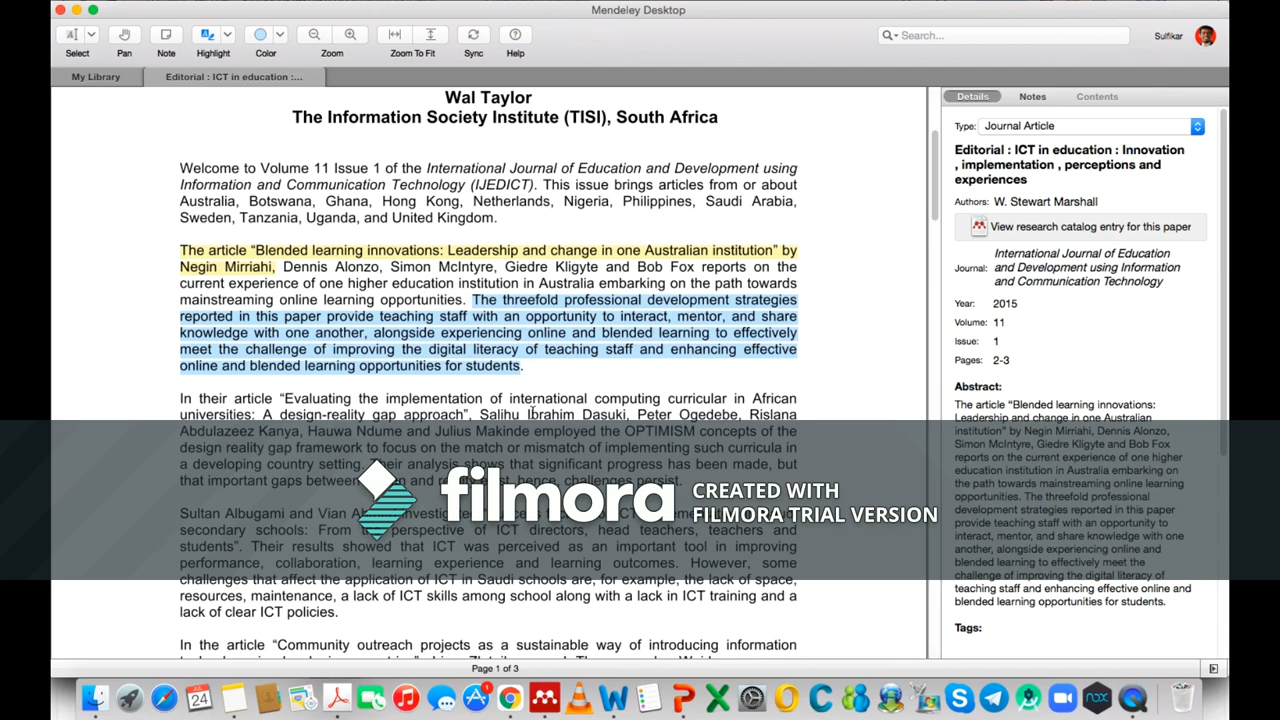 Mendeley Desktop
Select
Pan
Note
Highlight
Color
Zoom
Zoom To Fit
Sync
Help
Search...
Sulfikar
My Library
Editorial : ICT in education :...
Wal Taylor
The Information Society Institute (TISI), South Africa
Welcome to Volume 11 Issue 1 of the International Journal of Education and Development using
Information and Communication Technology (IJEDICT). This issue brings articles from or about
Australia, Botswana, Ghana, Hong Kong, Netherlands, Nigeria, Philippines, Saudi Arabia,
Sweden, Tanzania, Uganda, and United Kingdom.
The article “Blended learning innovations: Leadership and change in one Australian institution” by
Negin Mirriahi, Dennis Alonzo, Simon McIntyre, Giedre Kligyte and Bob Fox reports on the
current experience of one higher education institution in Australia embarking on the path towards
mainstreaming online learning opportunities. The threefold professional development strategies
reported in this paper provide teaching staff with an opportunity to interact, mentor, and share
knowledge with one another, alongside experiencing online and blended learning to effectively
meet the challenge of improving the digital literacy of teaching staff and enhancing effective
online and blended learning opportunities for students.
In their article “Evaluating the implementation of international computing curricular in African
universities: A design-reality gap approach”, Salihu Ibrahim Dasuki, Peter Ogedebe, Rislana
Abdulazeez Kanya, Hauwa Ndume and Julius Makinde employed the OPTIMISM concepts of the
design reality gap framework to focus on the match or mismatch of implementing such curricula in
a developing country setting. Their analysis shows that significant progress has been made, but
that important gaps between and hence, challenges persist.
Sultan Albugami and Vian
secondary schools: From perspective of ICT directors, head teachers, teachers and
students”. Their results showed that ICT was perceived as an important tool in improving
performance, collaboration, learning experience and learning outcomes. However, some
challenges that affect the application of ICT in Saudi schools are, for example, the lack of space,
resources, maintenance, a lack of ICT skills among school along with a lack in ICT training and a
lack of clear ICT policies.
In the article “Community outreach projects as a sustainable way of introducing information
Page 1 of 3
Details
Notes
Contents
Type: Journal Article
Editorial : ICT in education : Innovation
, implementation , perceptions and
experiences
Authors: W. Stewart Marshall
View research catalog entry for this paper
International Journal of Education
Journal: and Development using Information
and Communication Technology
Year: 2015
Volume: 11
Issue: 1
Pages: 2-3
Abstract:
The article “Blended learning innovations:
Leadership and change in one Australian
institution” by Negin Mirriahi, Dennis Alonzo,
Simon McIntyre, Giedre Kligyte and Bob Fox
reports on the current experience of one higher
education institution in Australia embarking on
the path towards mainstreaming online learning
opportunities. The threefold professional
development strategies reported in this paper
provide teaching staff with an opportunity to
interact, mentor, and share knowledge with one
another, alongside experiencing online and
blended learning to effectively meet the
challenge of improving the digital literacy of
teaching staff and enhancing effective
online and blended learning opportunities for students.
Tags:
filmora
CREATED WITH
FILMORA TRIAL VERSION
24
1
nox